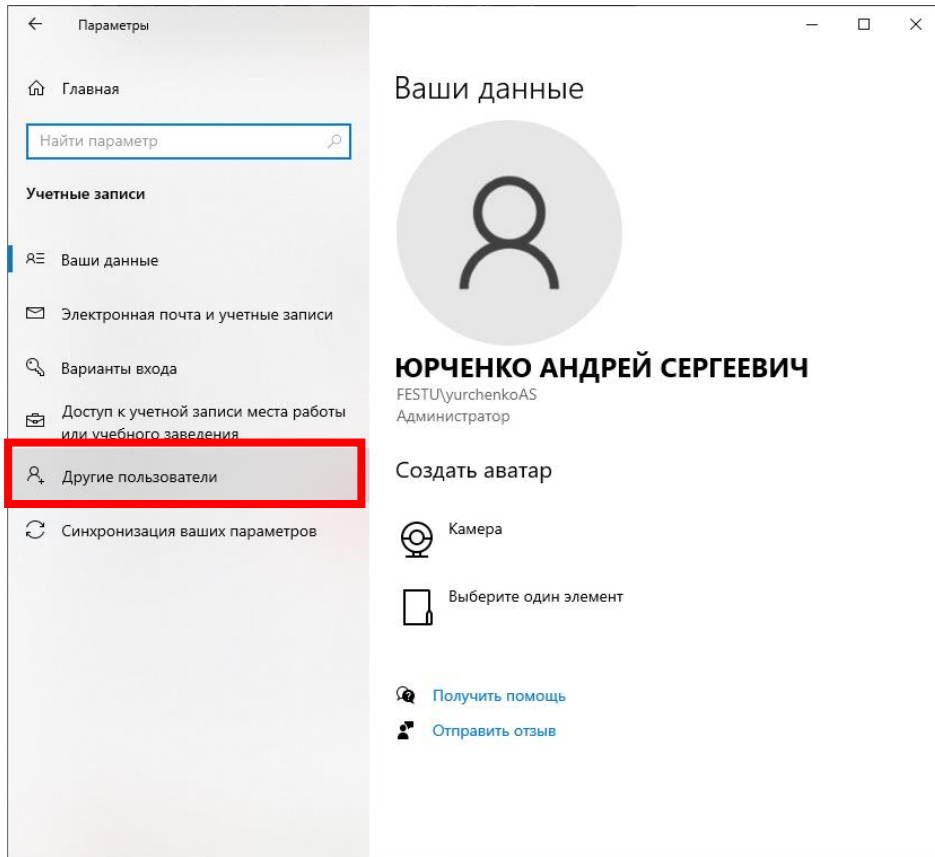 Параметры
Главная
Найти параметр
Учетные записи
Ваши данные
Электронная почта и учетные записи
Варианты входа
Доступ к учетной записи места работы
или учебного заведения
Другие пользователи
Синхронизация ваших параметров
Ваши данные
ЮРЧЕНКО АНДРЕЙ СЕРГЕЕВИЧ
FESTU\yurchenkoAS
Администратор
Создать аватар
Камера
Выберите один элемент
Получить помощь
Отправить отзыв